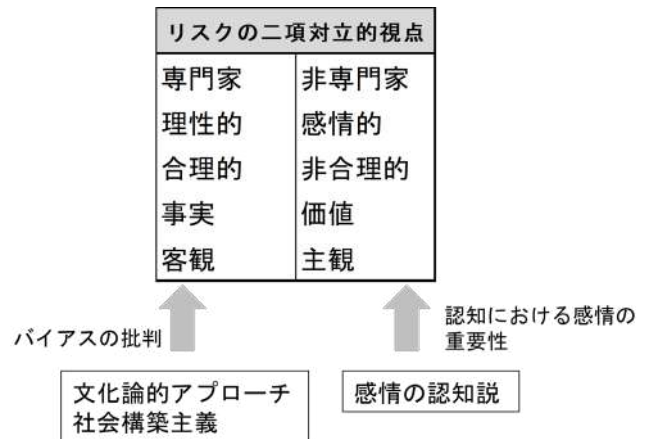 リスクの二項対立的視点
専門家 非専門家
理性的 感情的
合理的 非合理的
事実 価値
客観 主観
バイアスの批判
認知における感情の
重要性
文化論的アプローチ
社会構築主義
感情の認知説